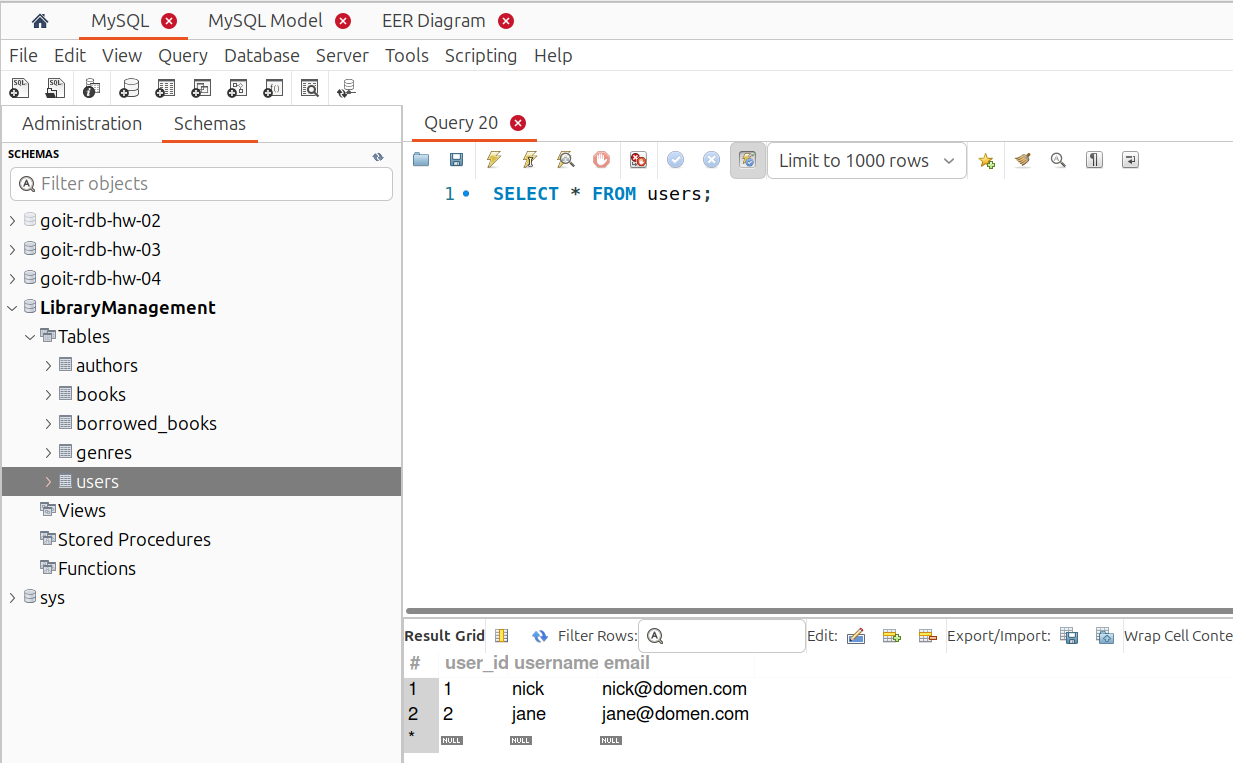 MySQL MySQL Model EER Diagram
File Edit View Query Database Server Tools Scripting Help
Administration Schemas
SCHEMAS
Filter objects
goit-rdb-hw-02
goit-rdb-hw-03
goit-rdb-hw-04
LibraryManagement
Tables
authors
books
borrowed_books
genres
users
Views
Stored Procedures
Functions
sys
Query 20
Limit to 1000 rows
1 SELECT * FROM users;
Result Grid Filter Rows: Edit: Export/Import: Wrap Cell Conte
# user_id username email
1 1 nick nick@domen.com
2 2 jane jane@domen.com
* NULL NULL NULL